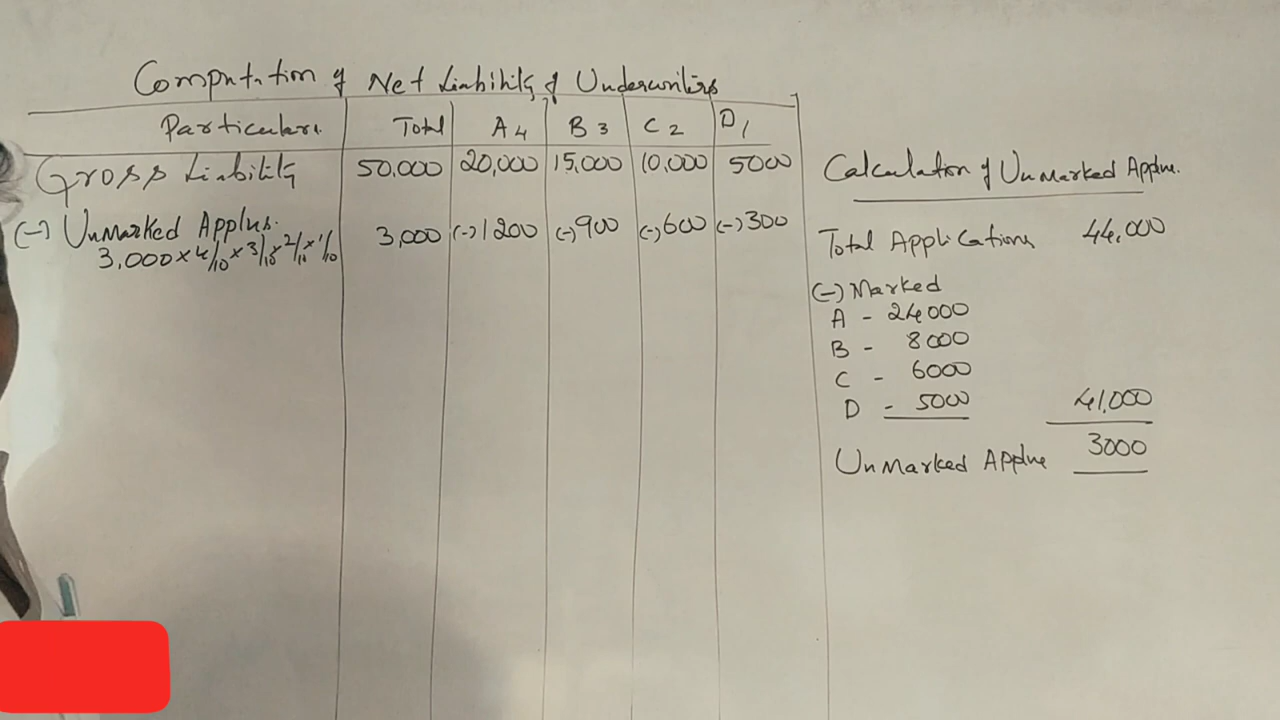 Computation of Net Liability of Underwriters
Particulars. Total A 4 B 3 C 2 D 1
Gross Liability 50,000 20,000 15,000 10,000 5000
(-) UnMarked Applns. 3,000 (-) 1200 (-) 900 (-) 600 (-) 300
3,000 x 4/10 x 3/10 x 2/10 x 1/10
Calculation of UnMarked Applns.
Total Applications 44,000
(-) Marked
A - 24000
B - 8000
C - 6000
D - 5000 41,000
UnMarked Applns 3000